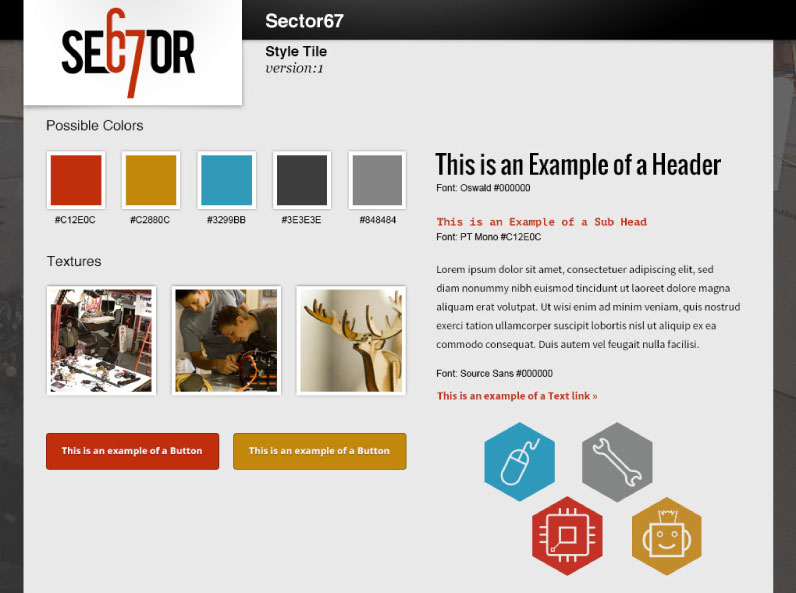 SEC67TOR
Sector67
Style Tile
version:1
Possible Colors
#C12E0C
#C2880C
#3299BB
#3E3E3E
#848484
Textures
This is an example of a Button
This is an example of a Button
This is an Example of a Header
Font: Oswald #000000
This is an Example of a Sub Head
Font: PT Mono #C12E0C
Lorem ipsum dolor sit amet, consectetuer adipiscing elit, sed
diam nonummy nibh euismod tincidunt ut laoreet dolore magna
aliquam erat volutpat. Ut wisi enim ad minim veniam, quis nostrud
exerci tation ullamcorper suscipit lobortis nisl ut aliquip ex ea
commodo consequat. Duis autem vel feugait nulla facilisi.
Font: Source Sans #000000
This is an example of a Text link »